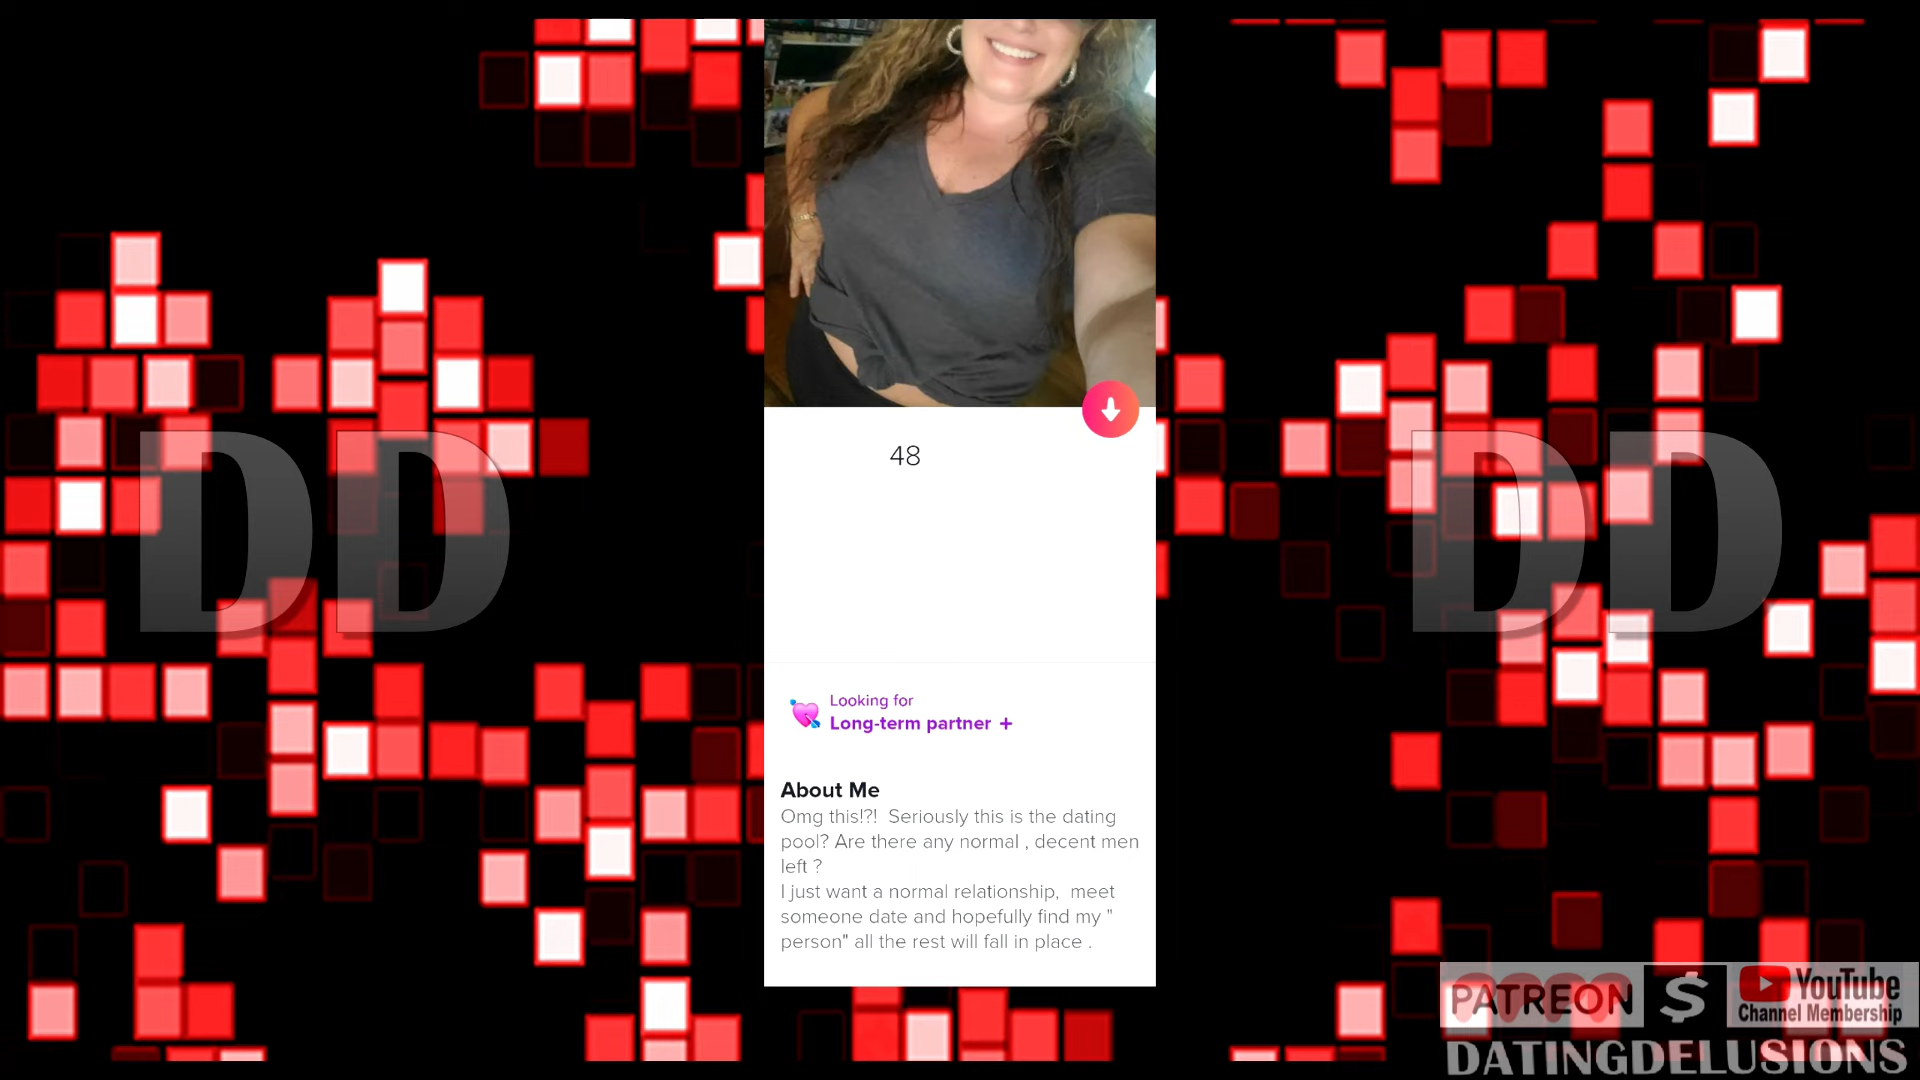 48
Looking for
Long-term partner +
About Me
Omg this!?! Seriously this is the dating
pool? Are there any normal , decent men
left ?
I just want a normal relationship, meet
someone date and hopefully find my "
person" all the rest will fall in place .
DD
DD
PATREON
$
YouTube
Channel Membership
DATINGDELUSIONS